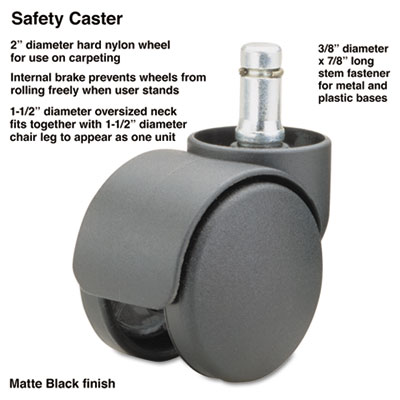 Safety Caster
2” diameter hard nylon wheel
for use on carpeting
Internal brake prevents wheels from
rolling freely when user stands
1-1/2” diameter oversized neck
fits together with 1-1/2” diameter
chair leg to appear as one unit
3/8” diameter
x 7/8” long
stem fastener
for metal and
plastic bases
Matte Black finish